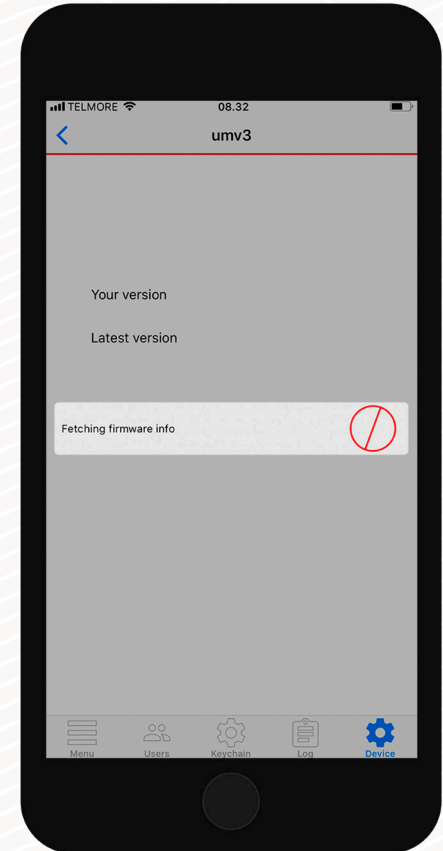 TELMORE 08.32
umv3
Your version
Latest version
Fetching firmware info
Menu Users Keychain Log Device